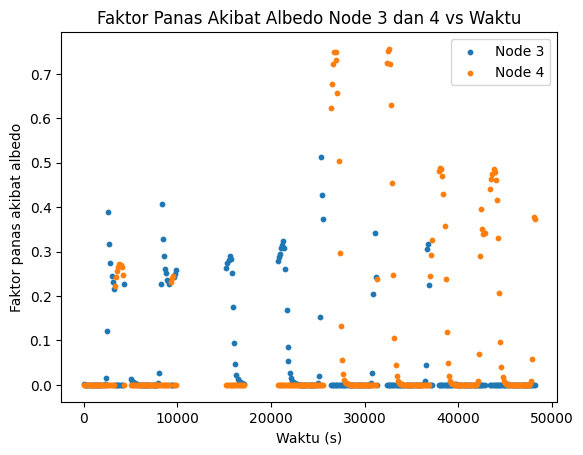 Faktor Panas Akibat Albedo Node 3 dan 4 vs Waktu
Node 3
Node 4
Faktor panas akibat albedo
0.7
0.6
0.5
0.4
0.3
0.2
0.1
0.0
0 10000 20000 30000 40000 50000
Waktu (s)